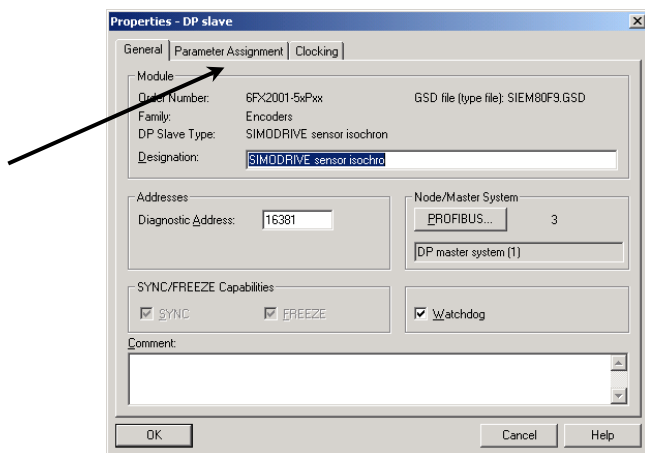 Properties - DP slave
General Parameter Assignment Clocking
Module
Order Number: 6FX2001-5xPxx GSD file (type file): SIEM80F9.GSD
Family: Encoders
DP Slave Type: SIMODRIVE sensor isochron
Designation: SIMODRIVE sensor isochro
Addresses
Diagnostic Address: 16381
Node/Master System
PROFIBUS... 3
DP master system (1)
SYNC/FREEZE Capabilities
SYNC FREEZE
Watchdog
Comment:
OK Cancel Help